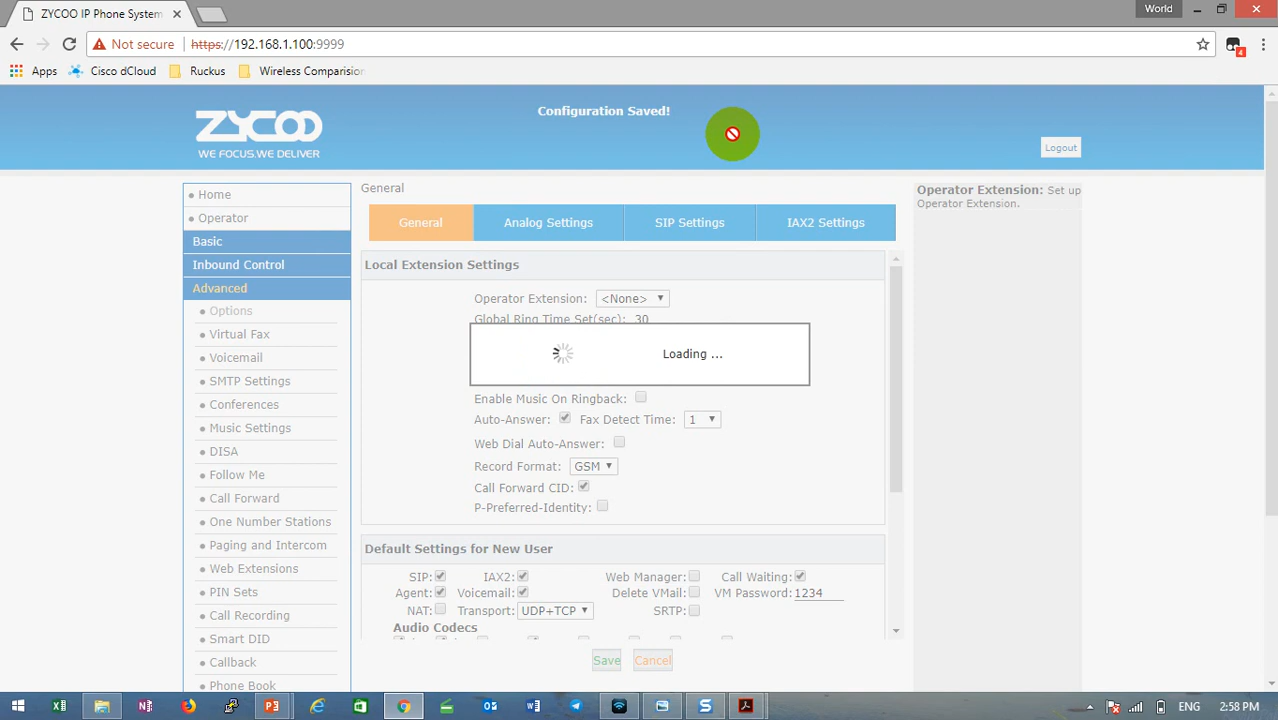 ZYCOO IP Phone System
World
Not secure
https://192.168.1.100:9999
4
Apps
Cisco dCloud
Ruckus
Wireless Comparision
ZYCOO
WE FOCUS.WE DELIVER
Configuration Saved!
Logout
Home
Operator
Basic
Inbound Control
Advanced
Options
Virtual Fax
Voicemail
SMTP Settings
Conferences
Music Settings
DISA
Follow Me
Call Forward
One Number Stations
Paging and Intercom
Web Extensions
PIN Sets
Call Recording
Smart DID
Callback
Phone Book
General
General
Analog Settings
SIP Settings
IAX2 Settings
Local Extension Settings
Operator Extension: <None>
Global Ring Time Set(sec): 30
Loading ...
Enable Music On Ringback:
Auto-Answer: Fax Detect Time: 1
Web Dial Auto-Answer:
Record Format: GSM
Call Forward CID:
P-Preferred-Identity:
Default Settings for New User
SIP: IAX2: Web Manager: Call Waiting:
Agent: Voicemail: Delete VMail: VM Password: 1234
NAT: Transport: UDP+TCP SRTP:
Audio Codecs
Save
Cancel
Operator Extension: Set up
Operator Extension.
ENG
2:58 PM